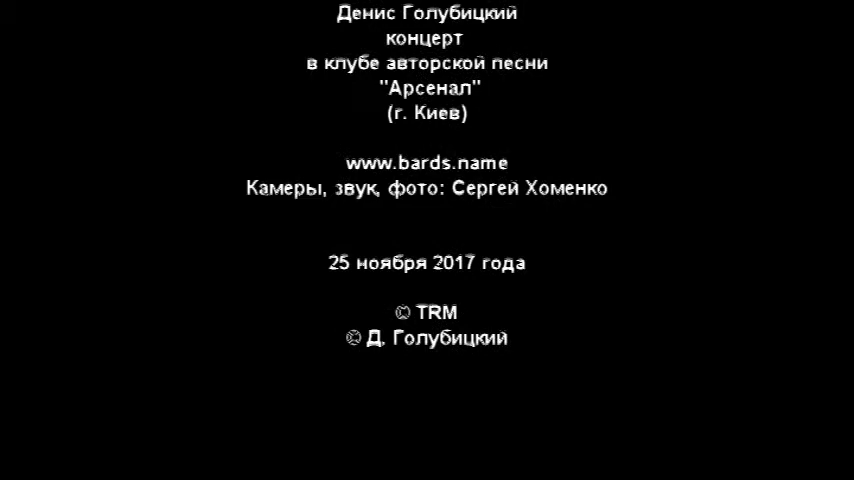 Денис Голубицкий
концерт
в клубе авторской песни
"Арсенал"
(г. Киев)
www.bards.name
Камеры, звук, фото: Сергей Хоменко
25 ноября 2017 года
© TRM
© Д. Голубицкий